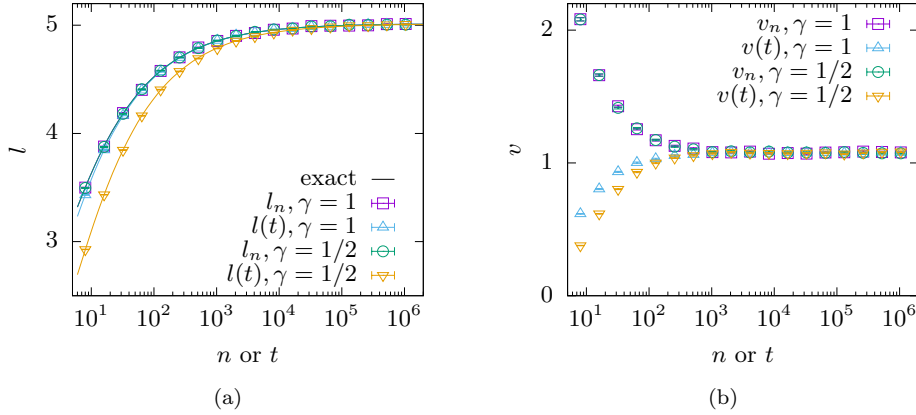 5
4
3
l
exact
l_n, γ = 1
l(t), γ = 1
l_n, γ = 1/2
l(t), γ = 1/2
10^1 10^2 10^3 10^4 10^5 10^6
n or t
(a)
2
1
0
v
v_n, γ = 1
v(t), γ = 1
v_n, γ = 1/2
v(t), γ = 1/2
10^1 10^2 10^3 10^4 10^5 10^6
n or t
(b)